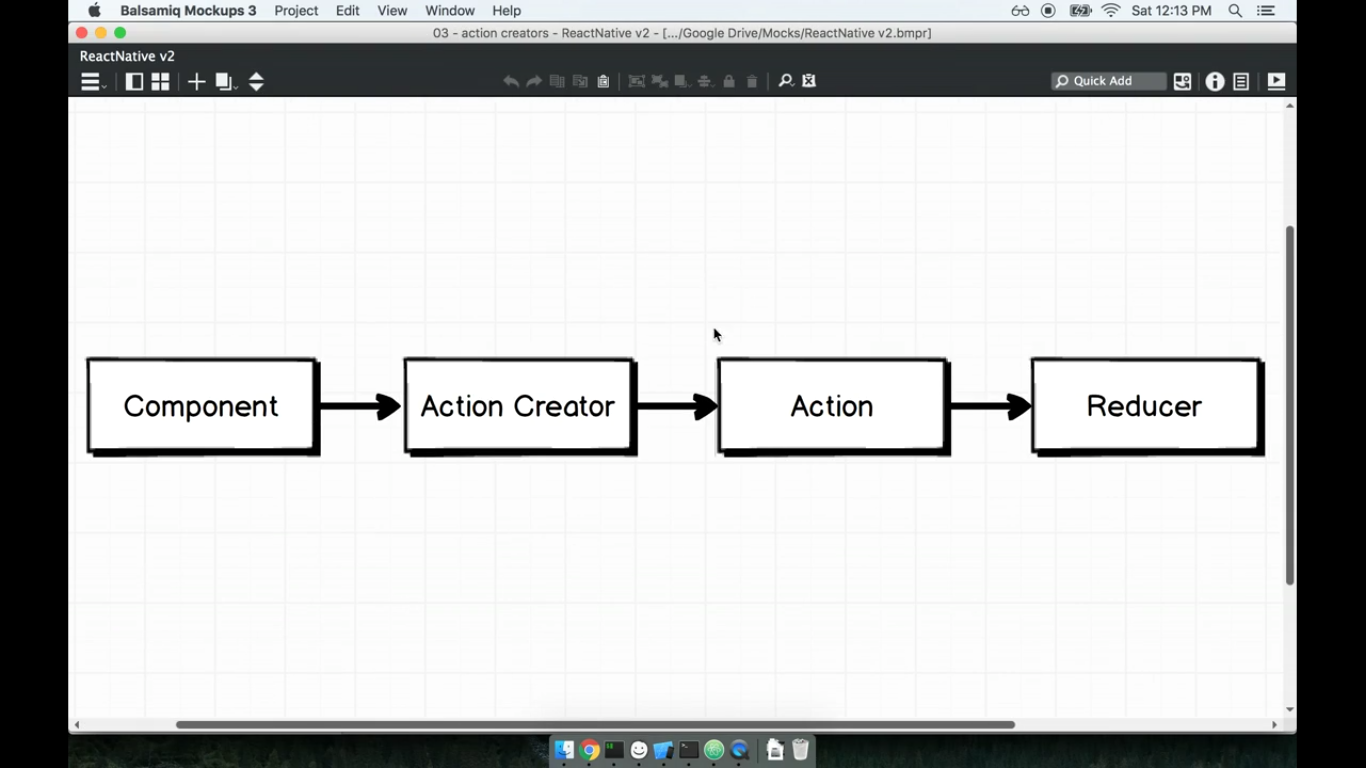 Balsamiq Mockups 3 Project Edit View Window Help Sat 12:13 PM
03 - action creators - ReactNative v2 - [.../Google Drive/Mocks/ReactNative v2.bmpr]
ReactNative v2
Quick Add
Component Action Creator Action Reducer